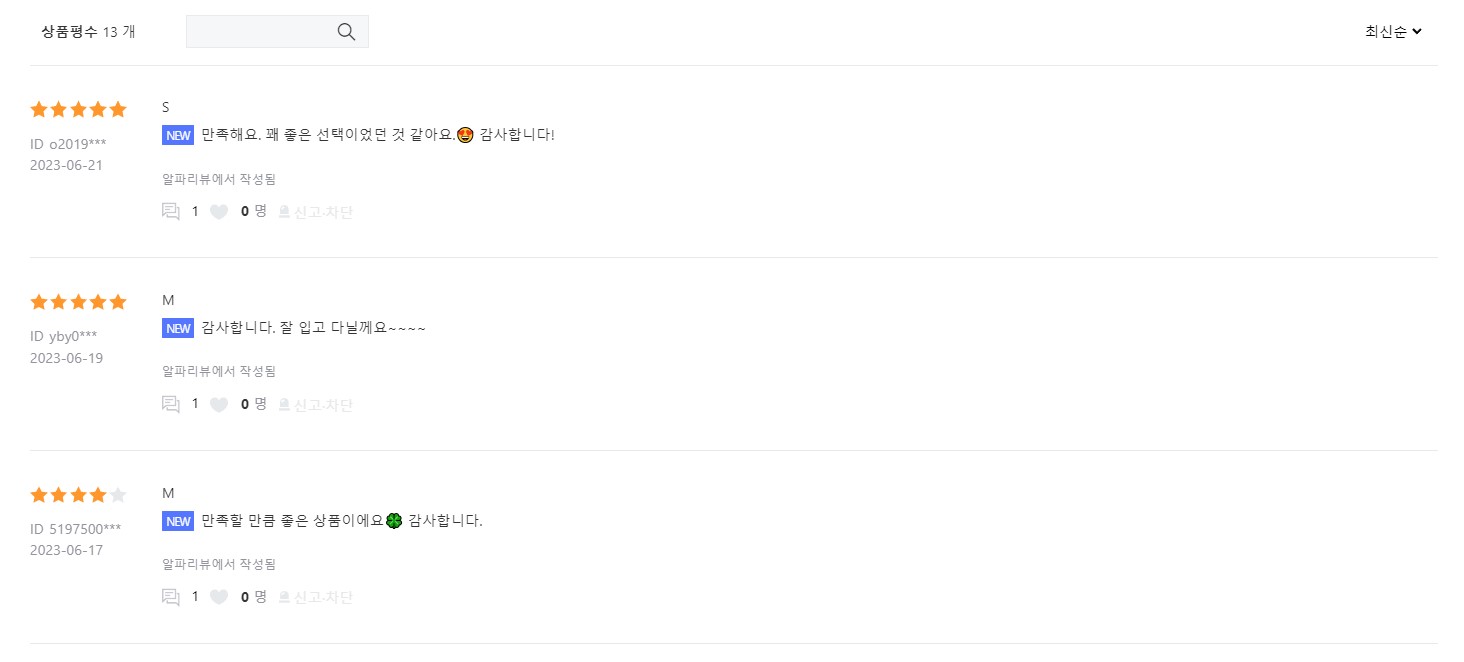 상품평수 13 개
최신순
S
NEW 만족해요. 꽤 좋은 선택이었던 것 같아요.😍 감사합니다!
ID o2019***
2023-06-21
알파리뷰에서 작성됨
1 0 명 신고·차단
M
NEW 감사합니다. 잘 입고 다닐께요~~~~
ID yby0***
2023-06-19
알파리뷰에서 작성됨
1 0 명 신고·차단
M
NEW 만족할 만큼 좋은 상품이에요🍀 감사합니다.
ID 5197500***
2023-06-17
알파리뷰에서 작성됨
1 0 명 신고·차단